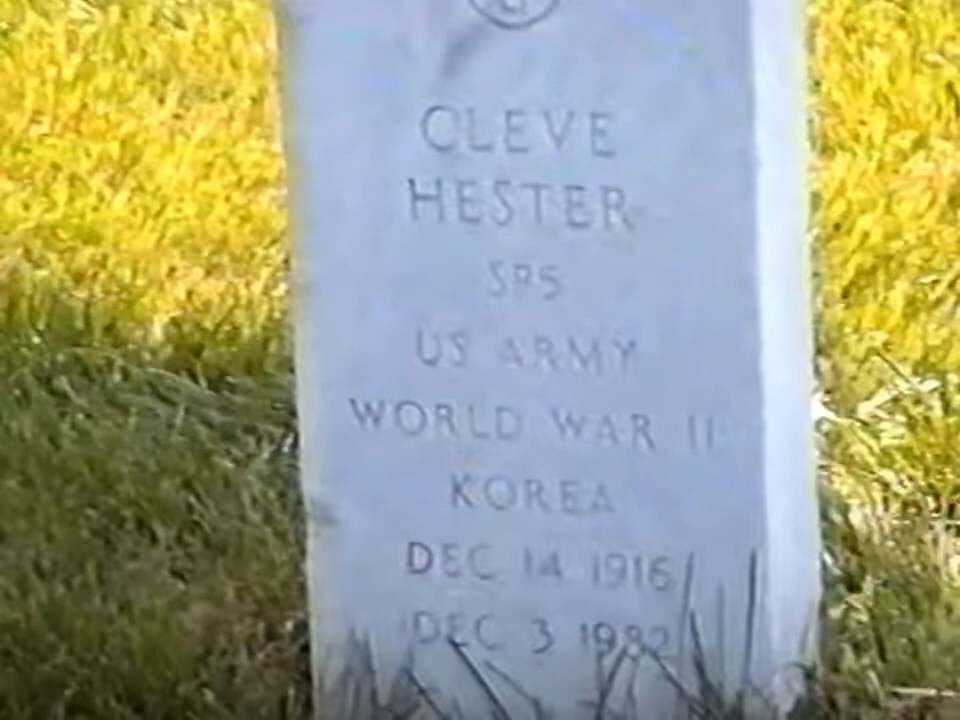 CLEVE
HESTER
SP5
US ARMY
WORLD WAR II
KOREA
DEC 14 1916
DEC 3 1982